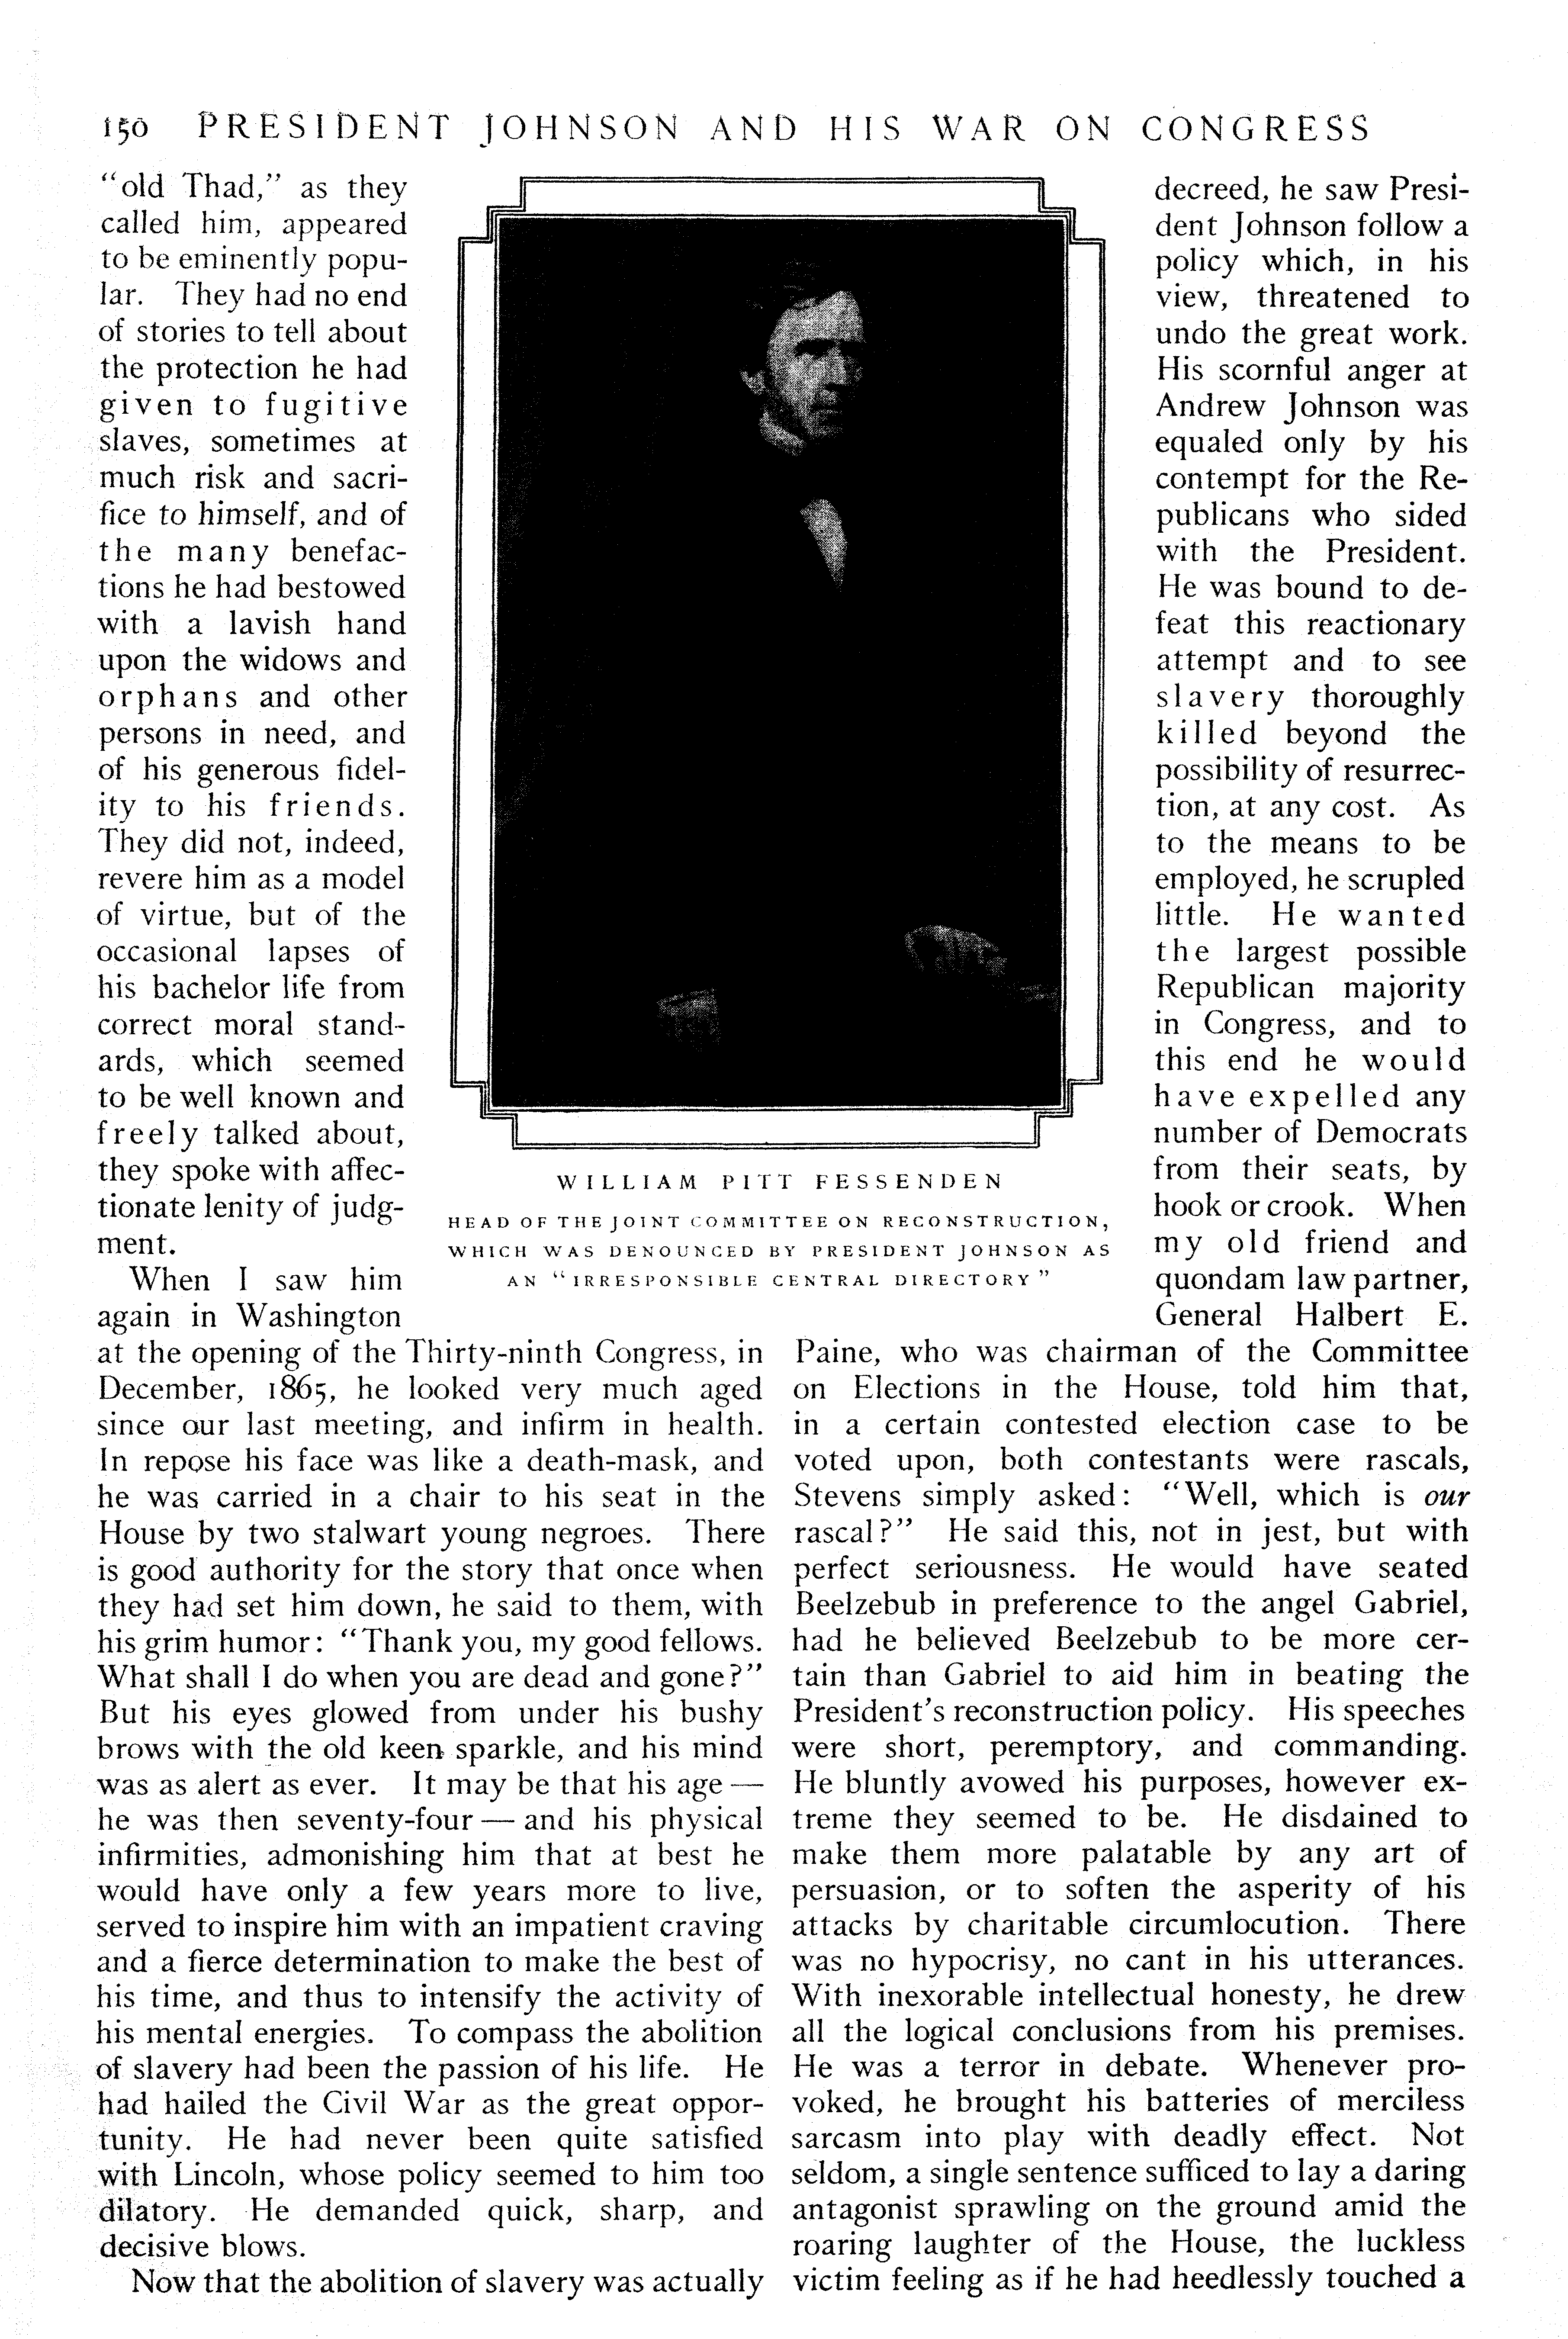 150 PRESIDENT JOHNSON AND HIS WAR ON CONGRESS
"old Thad," as they
called him, appeared
to be eminently popu-
lar. They had no end
of stories to tell about
the protection he had
given to fugitive
slaves, sometimes at
much risk and sacri-
fice to himself, and of
the many benefac-
tions he had bestowed
with a lavish hand
upon the widows and
orphans and other
persons in need, and
of his generous fidel-
ity to his friends.
They did not, indeed,
revere him as a model
of virtue, but of the
occasional lapses of
his bachelor life from
correct moral stand-
ards, which seemed
to be well known and
freely talked about,
they spoke with affec-
tionate lenity of judg-
ment.
When I saw him
again in Washington
at the opening of the Thirty-ninth Congress, in
December, 1865, he looked very much aged
since our last meeting, and infirm in health.
In repose his face was like a death-mask, and
he was carried in a chair to his seat in the
House by two stalwart young negroes. There
is good authority for the story that once when
they had set him down, he said to them, with
his grim humor: "Thank you, my good fellows.
What shall I do when you are dead and gone?"
But his eyes glowed from under his bushy
brows with the old keen sparkle, and his mind
was as alert as ever. It may be that his age —
he was then seventy-four — and his physical
infirmities, admonishing him that at best he
would have only a few years more to live,
served to inspire him with an impatient craving
and a fierce determination to make the best of
his time, and thus to intensify the activity of
his mental energies. To compass the abolition
of slavery had been the passion of his life. He
had hailed the Civil War as the great oppor-
tunity. He had never been quite satisfied
with Lincoln, whose policy seemed to him too
dilatory. He demanded quick, sharp, and
decisive blows.
Now that the abolition of slavery was actually
WILLIAM PITT FESSENDEN
HEAD OF THE JOINT COMMITTEE ON RECONSTRUCTION,
WHICH WAS DENOUNCED BY PRESIDENT JOHNSON AS
AN "IRRESPONSIBLE CENTRAL DIRECTORY"
decreed, he saw Presi-
dent Johnson follow a
policy which, in his
view, threatened to
undo the great work.
His scornful anger at
Andrew Johnson was
equaled only by his
contempt for the Re-
publicans who sided
with the President.
He was bound to de-
feat this reactionary
attempt and to see
slavery thoroughly
killed beyond the
possibility of resurrec-
tion, at any cost. As
to the means to be
employed, he scrupled
little. He wanted
the largest possible
Republican majority
in Congress, and to
this end he would
have expelled any
number of Democrats
from their seats, by
hook or crook. When
my old friend and
quondam law partner,
General Halbert E.
Paine, who was chairman of the Committee
on Elections in the House, told him that,
in a certain contested election case to be
voted upon, both contestants were rascals,
Stevens simply asked: "Well, which is our
rascal?" He said this, not in jest, but with
perfect seriousness. He would have seated
Beelzebub in preference to the angel Gabriel,
had he believed Beelzebub to be more cer-
tain than Gabriel to aid him in beating the
President's reconstruction policy. His speeches
were short, peremptory, and commanding.
He bluntly avowed his purposes, however ex-
treme they seemed to be. He disdained to
make them more palatable by any art of
persuasion, or to soften the asperity of his
attacks by charitable circumlocution. There
was no hypocrisy, no cant in his utterances.
With inexorable intellectual honesty, he drew
all the logical conclusions from his premises.
He was a terror in debate. Whenever pro-
voked, he brought his batteries of merciless
sarcasm into play with deadly effect. Not
seldom, a single sentence sufficed to lay a daring
antagonist sprawling on the ground amid the
roaring laughter of the House, the luckless
victim feeling as if he had heedlessly touched a